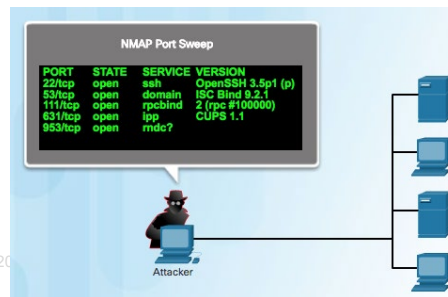 NMAP Port Sweep
PORT STATE SERVICE VERSION
22/tcp open ssh OpenSSH 3.5p1 (p)
53/tcp open domain ISC Bind 9.2.1
111/tcp open rpcbind 2 (rpc #100000)
631/tcp open ipp CUPS 1.1
953/tcp open rndc?
Attacker
20